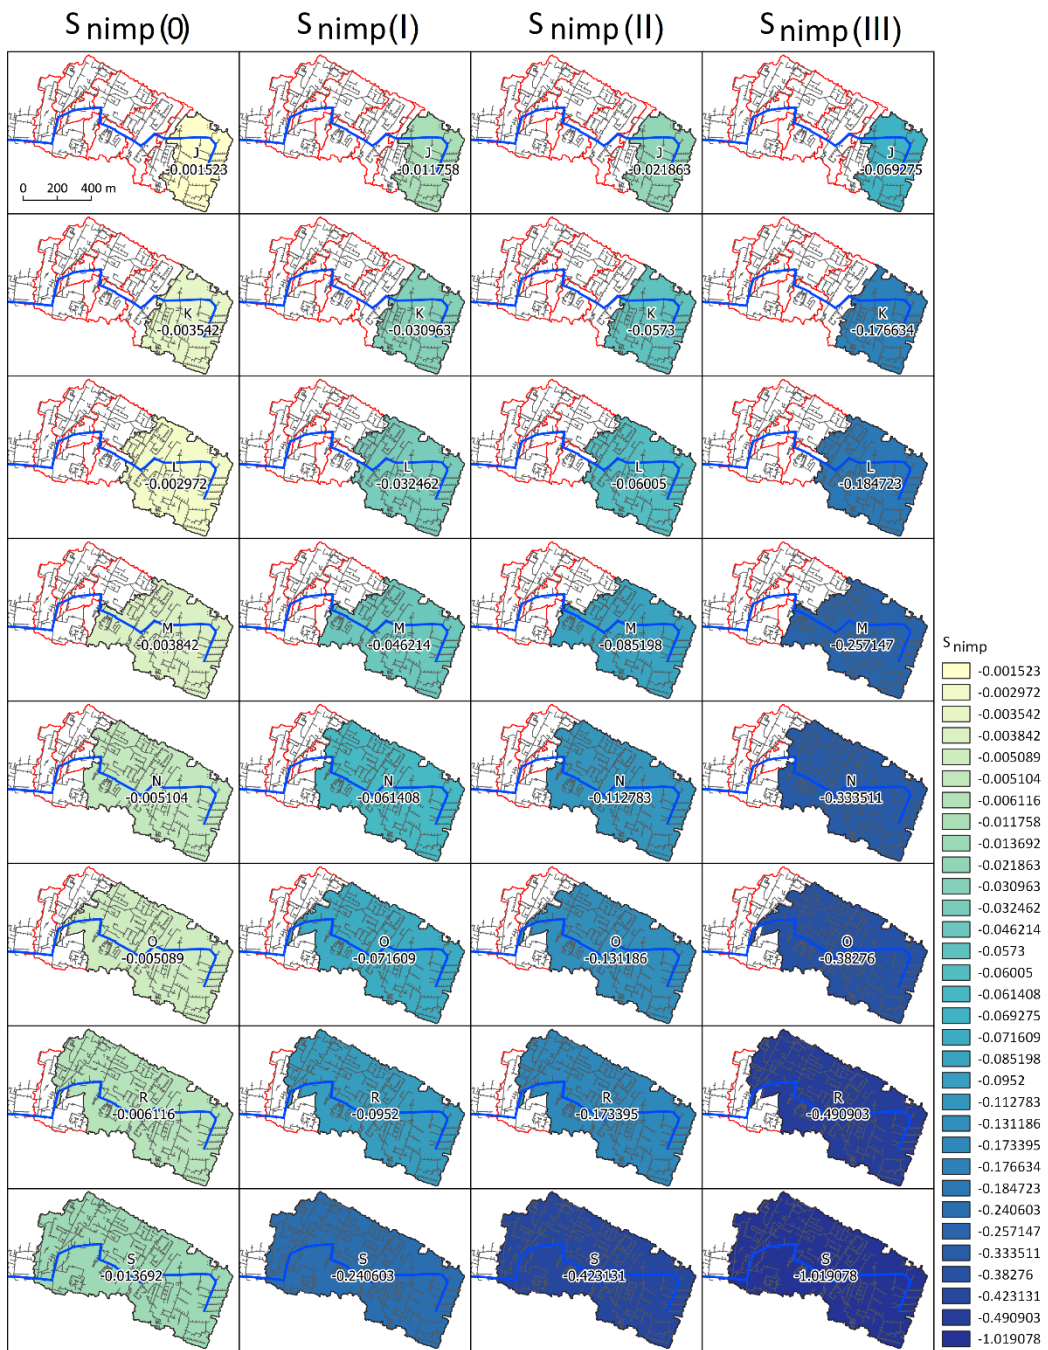 S nimp (0) S nimp (I) S nimp (II) S nimp (III)
J J J J
-0.001523 -0.011758 -0.021863 -0.069275
0 200 400 m
K K K K
-0.003542 -0.030963 -0.0573 -0.176634
L L L L
-0.002972 -0.032462 -0.06005 -0.184723
M M M M
-0.003842 -0.046214 -0.085198 -0.257147
N N N N
-0.005104 -0.061408 -0.112783 -0.333511
O O O O
-0.005089 -0.071609 -0.131186 -0.38276
R R R R
-0.006116 -0.0952 -0.173395 -0.490903
S S S S
-0.013692 -0.240603 -0.423131 -1.019078
S nimp
-0.001523
-0.002972
-0.003542
-0.003842
-0.005089
-0.005104
-0.006116
-0.011758
-0.013692
-0.021863
-0.030963
-0.032462
-0.046214
-0.0573
-0.06005
-0.061408
-0.069275
-0.071609
-0.085198
-0.0952
-0.112783
-0.131186
-0.173395
-0.176634
-0.184723
-0.240603
-0.257147
-0.333511
-0.38276
-0.423131
-0.490903
-1.019078